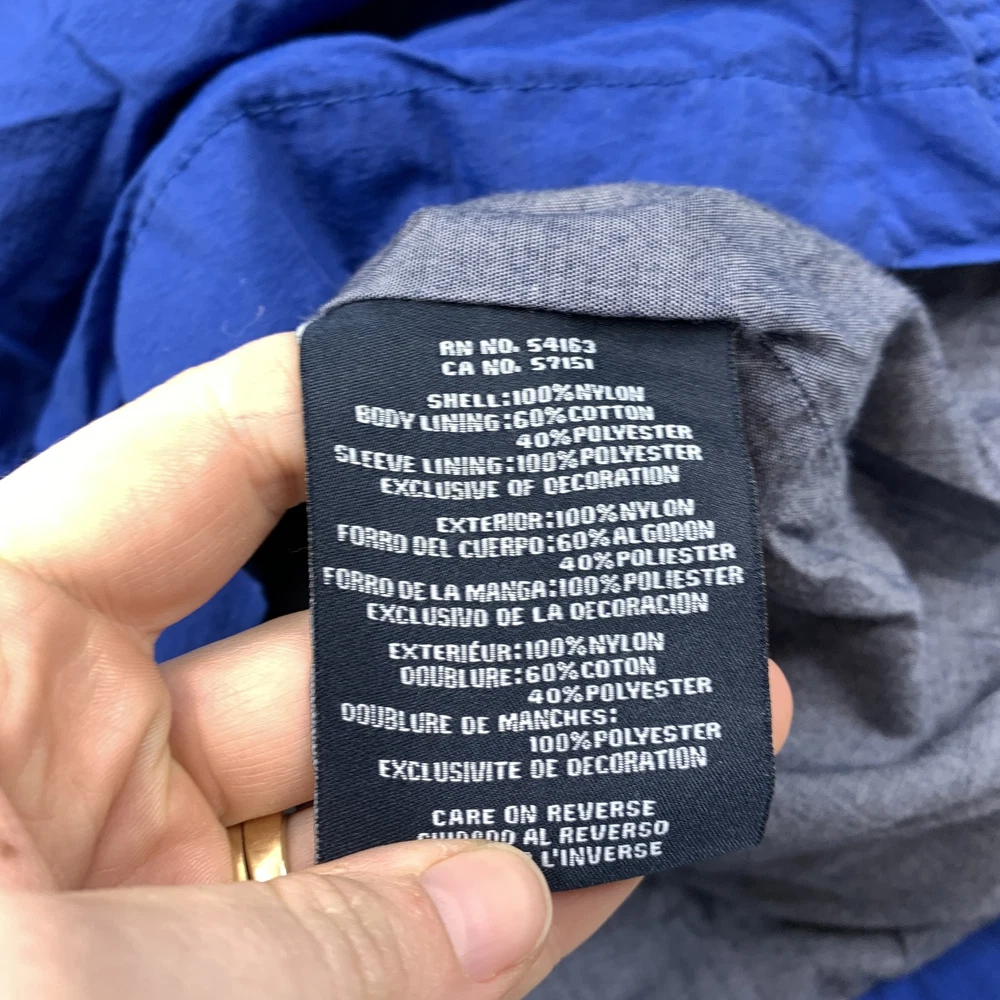 RN NO. 54163
CA NO. 57151
SHELL:100%NYLON
BODY LINING:60%COTTON
40%POLYESTER
SLEEVE LINING:100%POLYESTER
EXCLUSIVE OF DECORATION
EXTERIOR:100%NYLON
FORRO DEL CUERPO:60%ALGODON
40%POLIESTER
FORRO DE LA MANGA:100%POLIESTER
EXCLUSIVO DE LA DECORACION
EXTERIÉUR:100%NYLON
DOUBLURE:60%COTON
40%POLYESTER
DOUBLURE DE MANCHES:
100%POLYESTER
EXCLUSIVITE DE DECORATION
CARE ON REVERSE
CUIDADO AL REVERSO
L'INVERSE